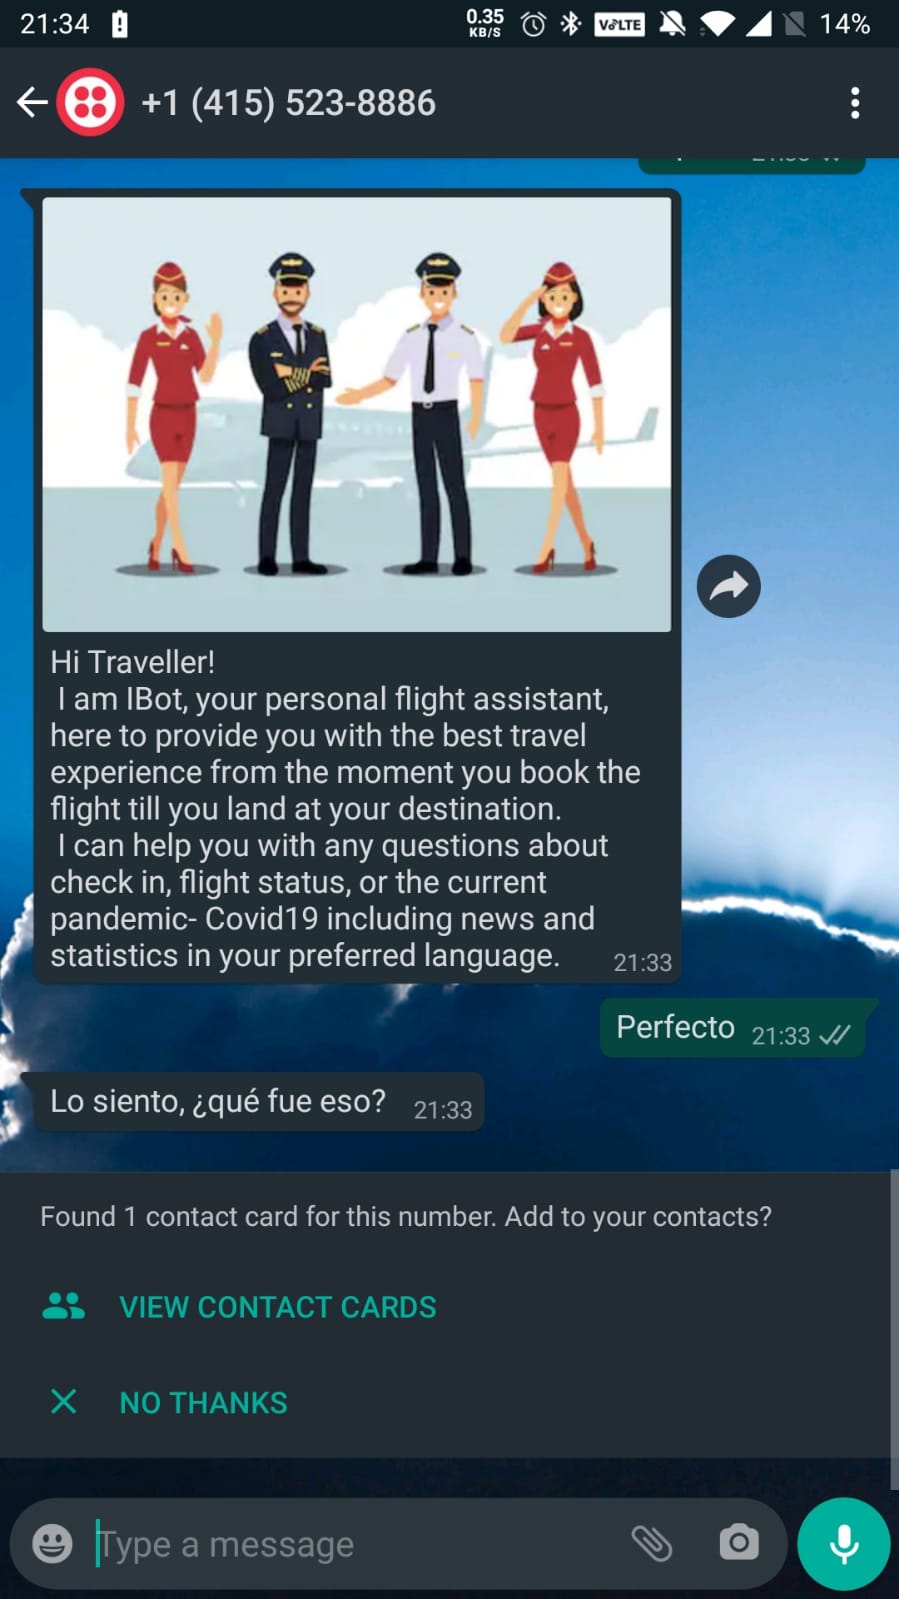 21:34
0.35
KB/S
VoLTE
14%
+1 (415) 523-8886
Hi Traveller!
I am IBot, your personal flight assistant,
here to provide you with the best travel
experience from the moment you book the
flight till you land at your destination.
I can help you with any questions about
check in, flight status, or the current
pandemic- Covid19 including news and
statistics in your preferred language.
21:33
Perfecto
21:33
Lo siento, ¿qué fue eso?
21:33
Found 1 contact card for this number. Add to your contacts?
VIEW CONTACT CARDS
NO THANKS
Type a message